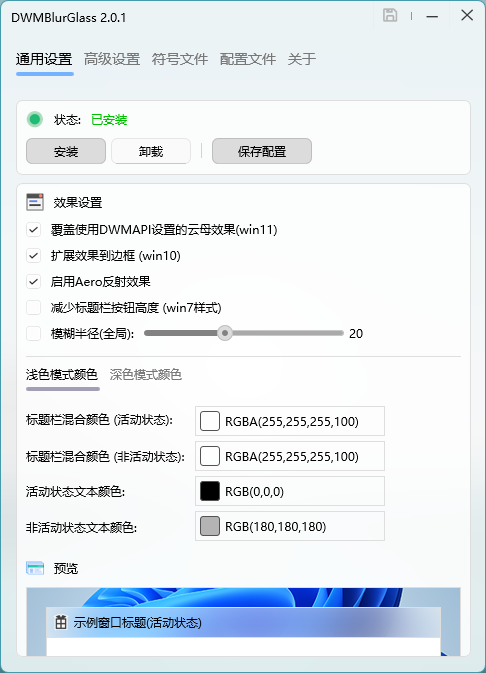 DWMBlurGlass 2.0.1
通用设置 高级设置 符号文件 配置文件 关于
状态: 已安装
安装 卸载 保存配置
效果设置
覆盖使用DWMAPI设置的云母效果(win11)
扩展效果到边框 (win10)
启用Aero反射效果
减少标题栏按钮高度 (win7样式)
模糊半径(全局): 20
浅色模式颜色 深色模式颜色
标题栏混合颜色 (活动状态): RGBA(255,255,255,100)
标题栏混合颜色 (非活动状态): RGBA(255,255,255,100)
活动状态文本颜色: RGB(0,0,0)
非活动状态文本颜色: RGB(180,180,180)
预览
示例窗口标题(活动状态)